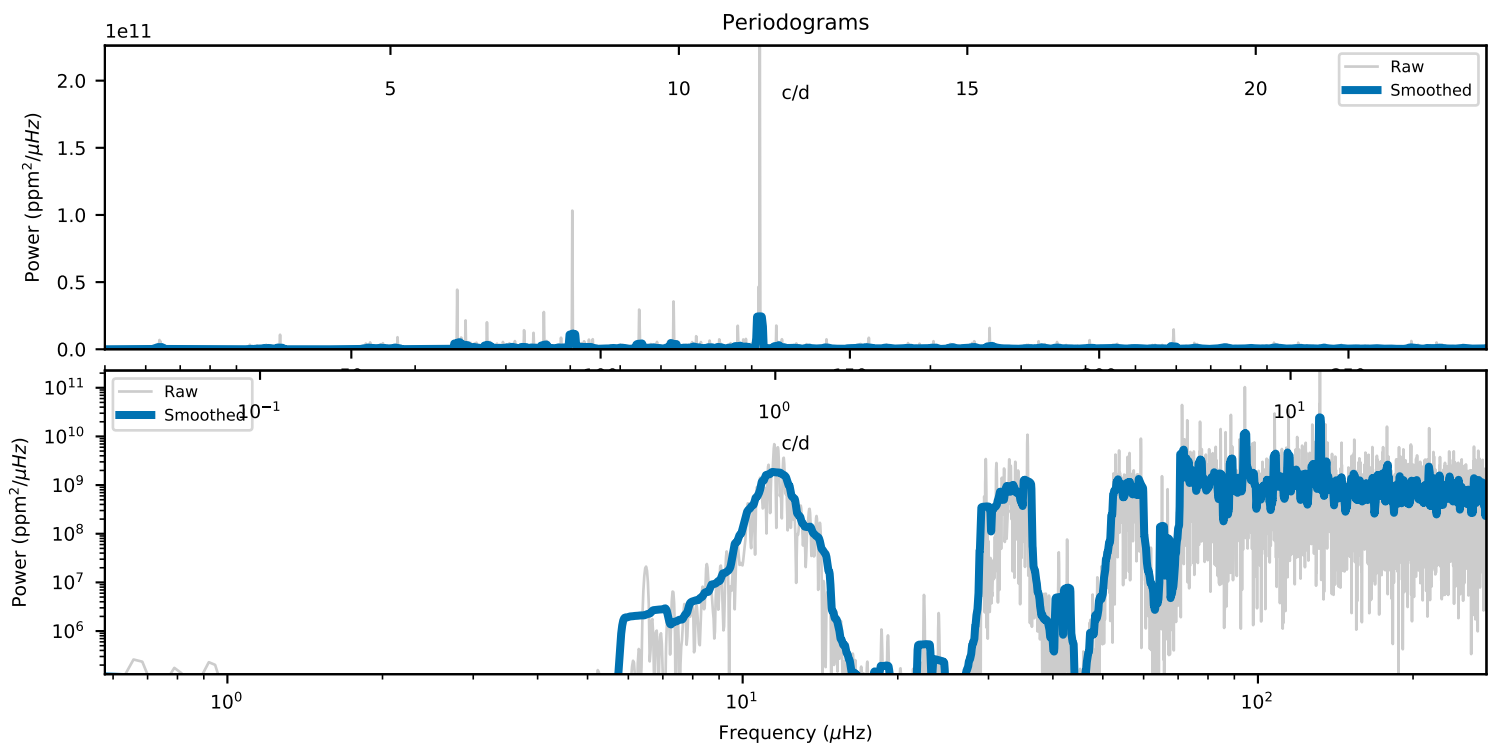 Periodograms
1e11
5 10 15 20
c/d
Raw
Smoothed
2.0
1.5
1.0
0.5
0.0
Power (ppm²/μHz)
Raw
Smoothed
10⁻¹ 10⁰ 10¹
c/d
10¹¹
10¹⁰
10⁹
10⁸
10⁷
10⁶
Power (ppm²/μHz)
10⁰ 10¹ 10²
Frequency (μHz)